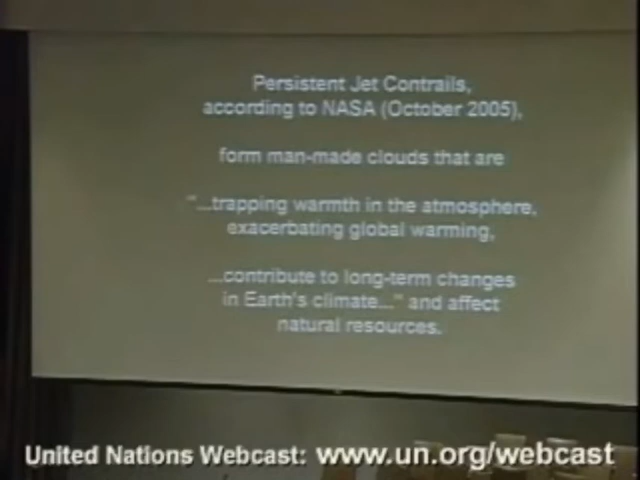 Persistent Jet Contrails,
according to NASA (October 2005),
form man-made clouds that are
"...trapping warmth in the atmosphere,
exacerbating global warming,
...contribute to long-term changes
in Earth's climate..." and affect
natural resources.
United Nations Webcast: www.un.org/webcast